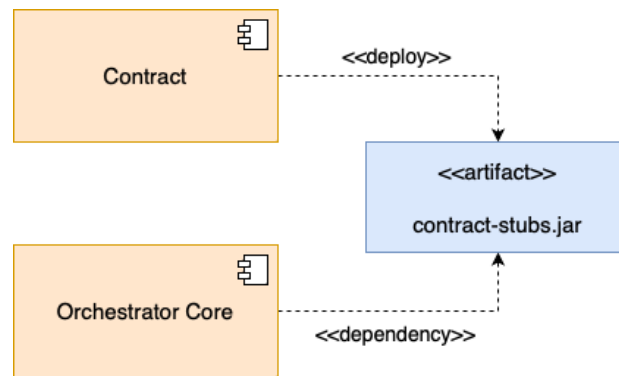 Contract
<<deploy>>
<<artifact>>
contract-stubs.jar
Orchestrator Core
<<dependency>>